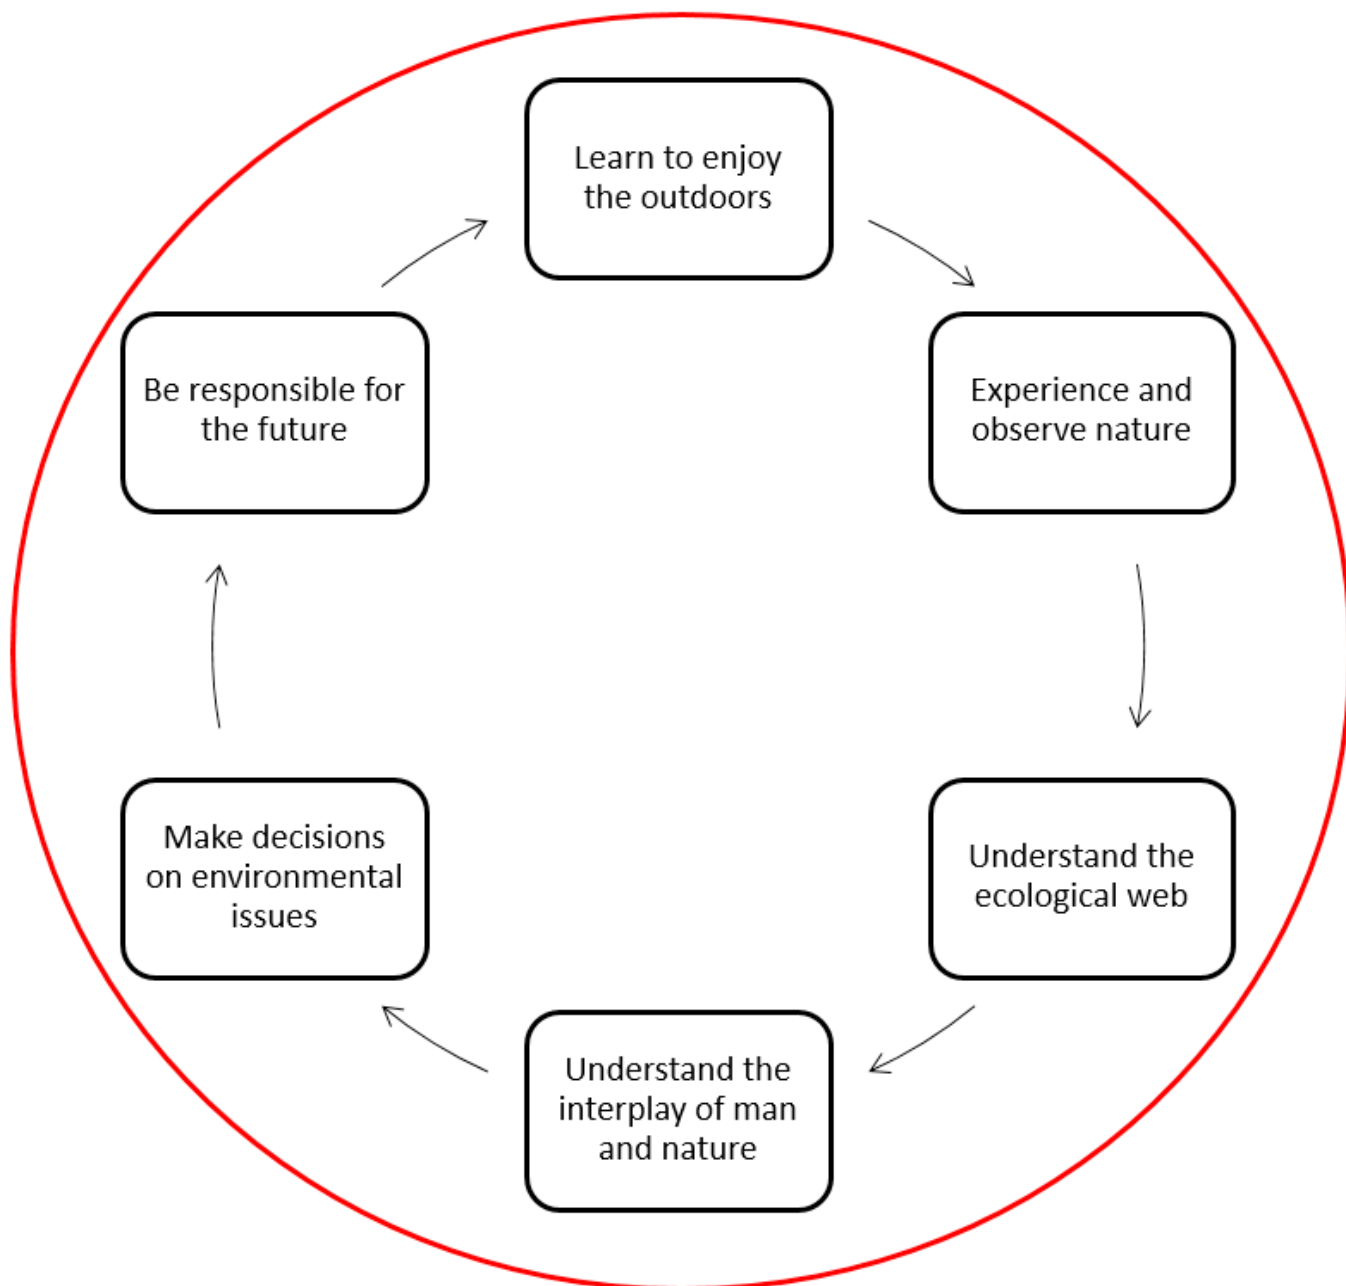 Learn to enjoy
the outdoors
Experience and
observe nature
Understand the
ecological web
Understand the
interplay of man
and nature
Make decisions
on environmental
issues
Be responsible for
the future